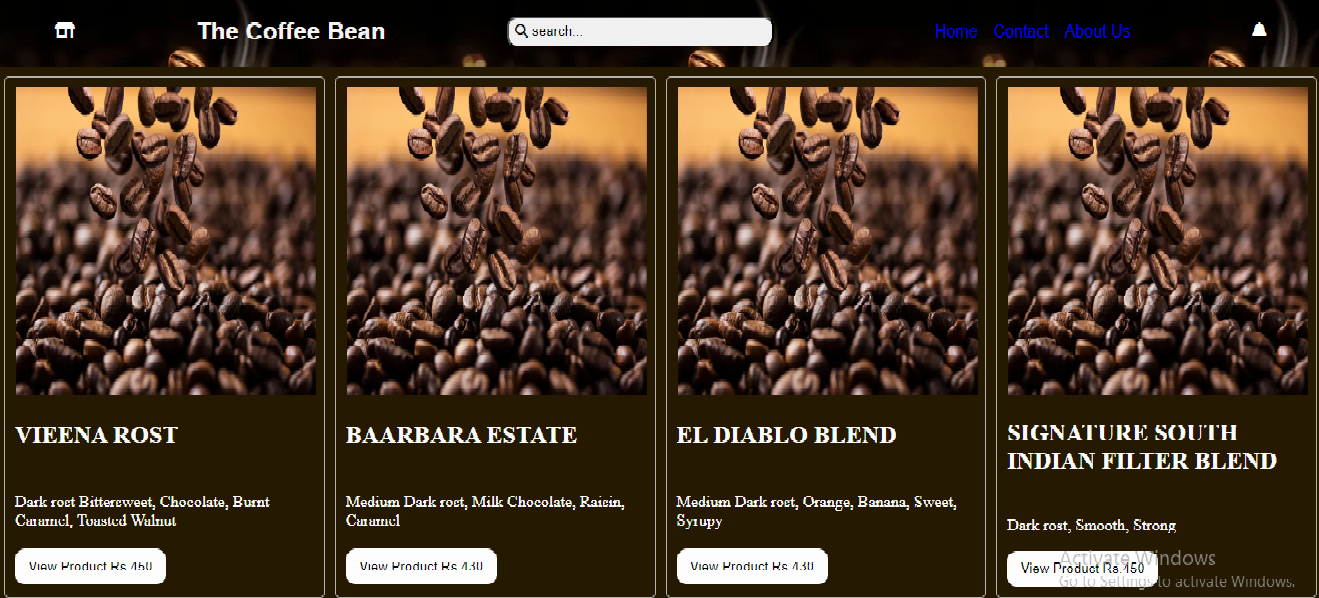 The Coffee Bean
search...
Home Contact About Us
VIEENA ROST
Dark rost Bittersweet, Chocolate, Burnt
Caramel, Toasted Walnut
View Product Rs.450
BAARBARA ESTATE
Medium Dark rost, Milk Chocolate, Raisin,
Caramel
View Product Rs.430
EL DIABLO BLEND
Medium Dark rost, Orange, Banana, Sweet,
Syrupy
View Product Rs.430
SIGNATURE SOUTH
INDIAN FILTER BLEND
Dark rost, Smooth, Strong
View Product Rs.450
Activate Windows
Go to Settings to activate Windows.